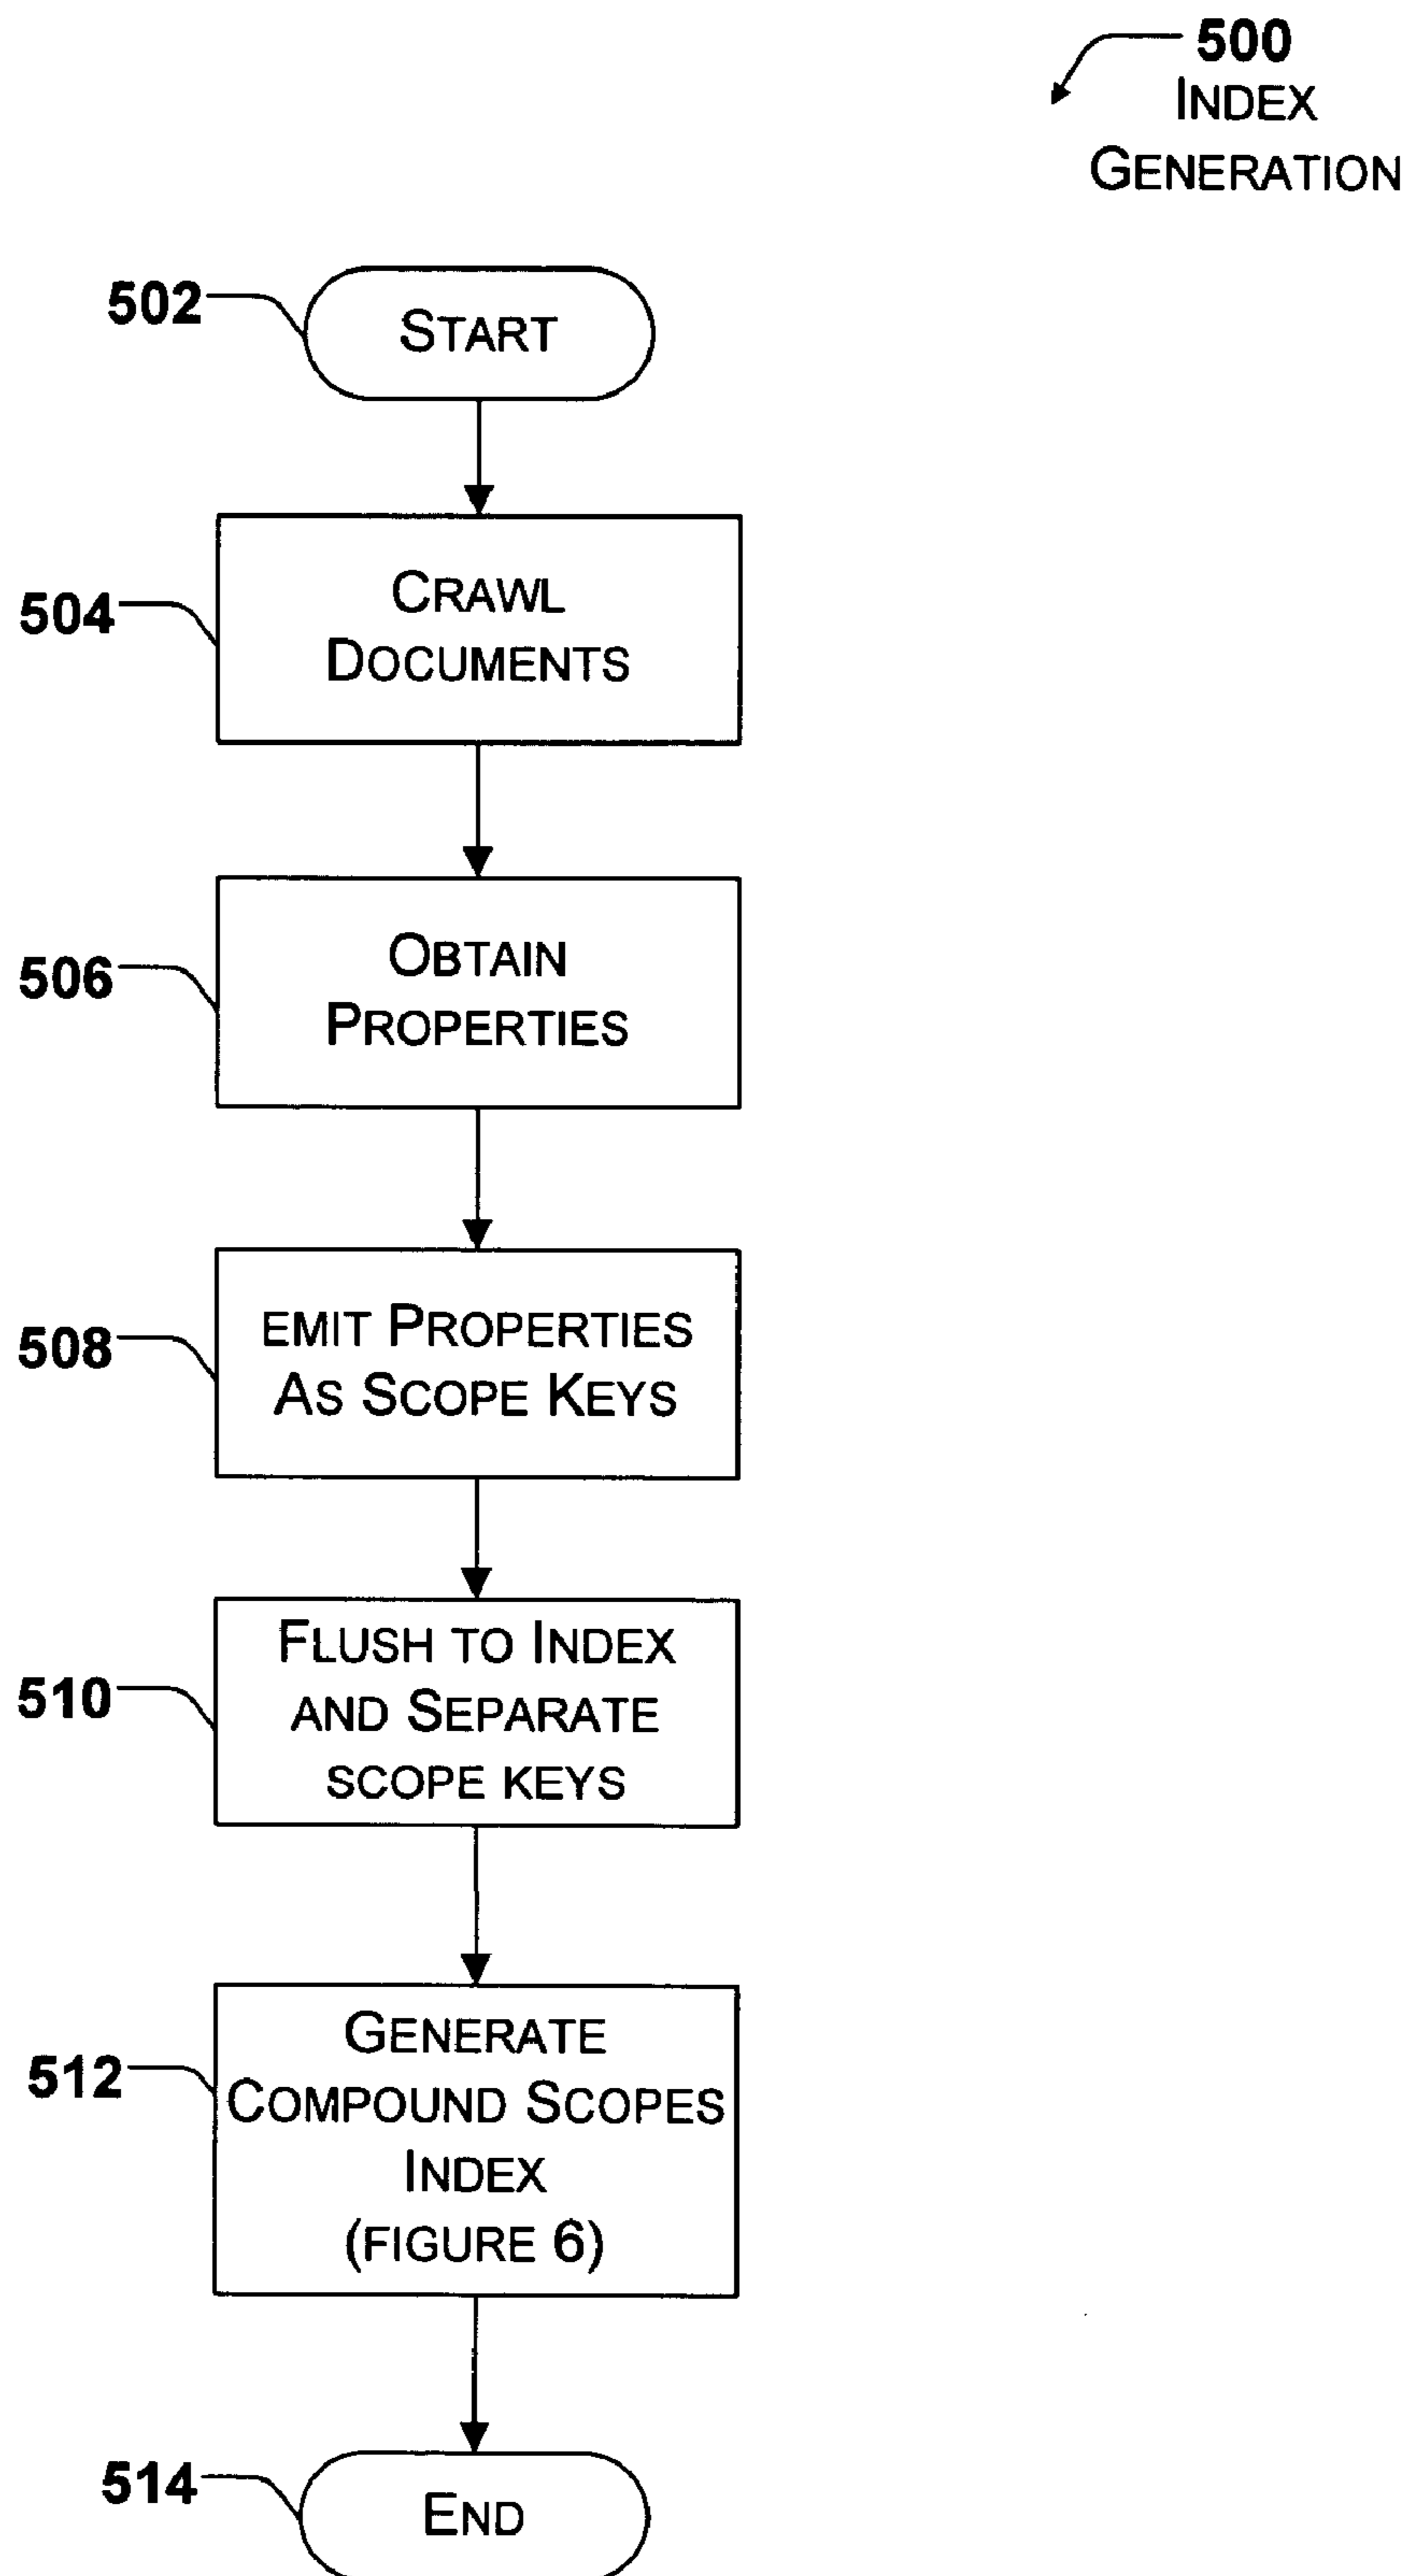 500
INDEX
GENERATION
502
START
504
CRAWL
DOCUMENTS
506
OBTAIN
PROPERTIES
508
EMIT PROPERTIES
AS SCOPE KEYS
510
FLUSH TO INDEX
AND SEPARATE
SCOPE KEYS
512
GENERATE
COMPOUND SCOPES
INDEX
(FIGURE 6)
514
END